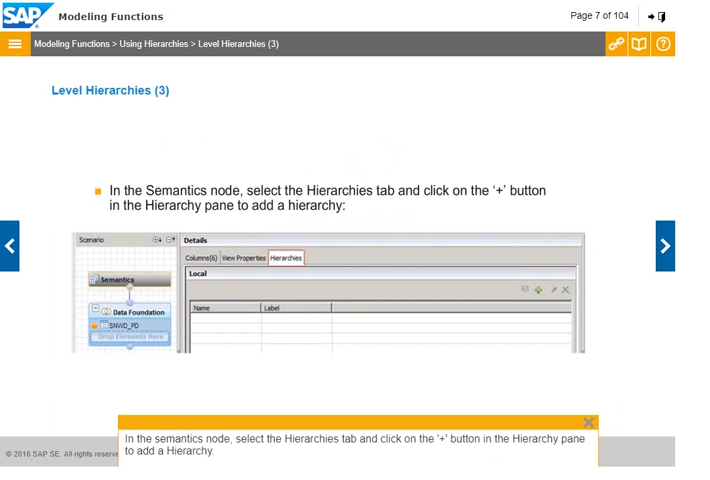 SAP
Modeling Functions
Page 7 of 104
Modeling Functions > Using Hierarchies > Level Hierarchies (3)
Level Hierarchies (3)
In the Semantics node, select the Hierarchies tab and click on the ‘+’ button
in the Hierarchy pane to add a hierarchy:
Scenario
Details
Columns(6) View Properties Hierarchies
Local
Semantics
Name Label
Data Foundation
SNWD_PD
Drop Elements Here
In the semantics node, select the Hierarchies tab and click on the '+' button in the Hierarchy pane
to add a Hierarchy.
© 2016 SAP SE. All rights reserve